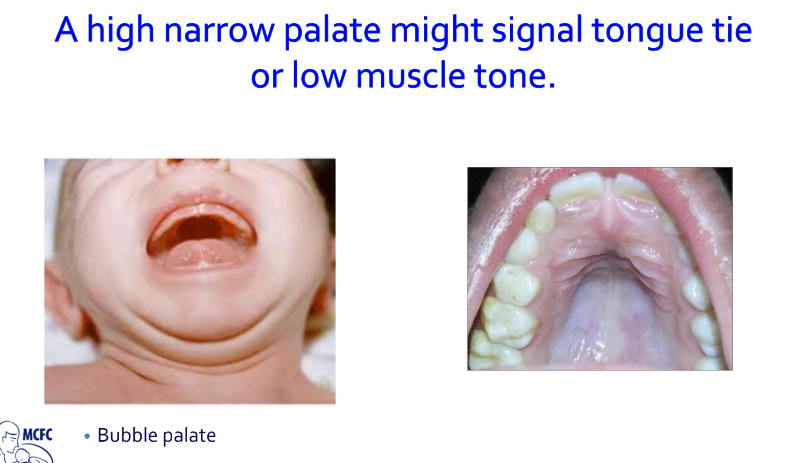 A high narrow palate might signal tongue tie
or low muscle tone.
MCFC
• Bubble palate